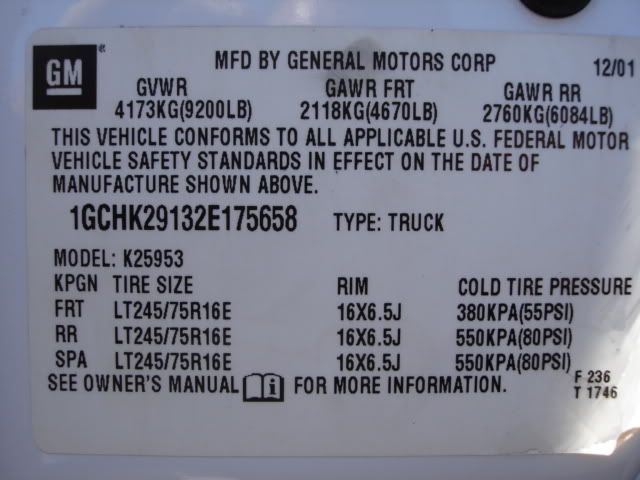 GM
MFD BY GENERAL MOTORS CORP 12/01
GVWR GAWR FRT GAWR RR
4173KG(9200LB) 2118KG(4670LB) 2760KG(6084LB)
THIS VEHICLE CONFORMS TO ALL APPLICABLE U.S. FEDERAL MOTOR
VEHICLE SAFETY STANDARDS IN EFFECT ON THE DATE OF
MANUFACTURE SHOWN ABOVE.
1GCHK29132E175658 TYPE: TRUCK
MODEL: K25953
KPGN TIRE SIZE RIM COLD TIRE PRESSURE
FRT LT245/75R16E 16X6.5J 380KPA(55PSI)
RR LT245/75R16E 16X6.5J 550KPA(80PSI)
SPA LT245/75R16E 16X6.5J 550KPA(80PSI)
SEE OWNER'S MANUAL i FOR MORE INFORMATION.
F 236
T 1746